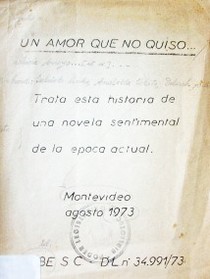 UN AMOR QUE NO QUISO...
Trata esta historia de
una novela sentimental
de la epoca actual.
Montevideo
agosto 1973
BE S C - D/L nº 34.991/73